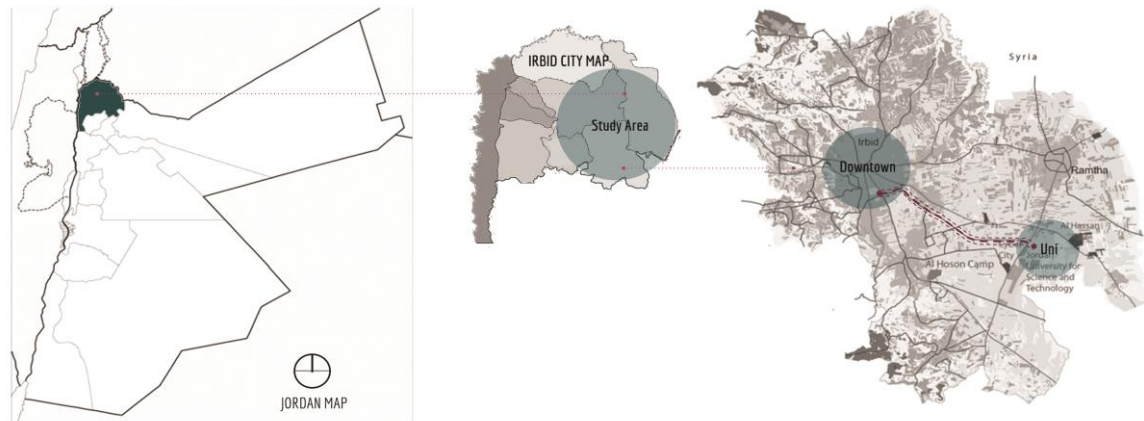 JORDAN MAP
IRBID CITY MAP
Study Area
Syria
Irbid
Downtown
Ramtha
Al Hassan
Uni
City
Jordan
Al Hoson Camp
University for
Science and
Technology